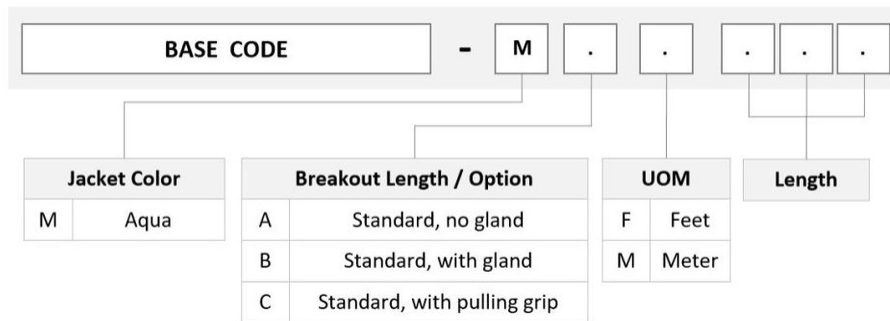 BASE CODE - M . . . . .
Jacket Color
M Aqua
Breakout Length / Option
A Standard, no gland
B Standard, with gland
C Standard, with pulling grip
UOM
F Feet
M Meter
Length